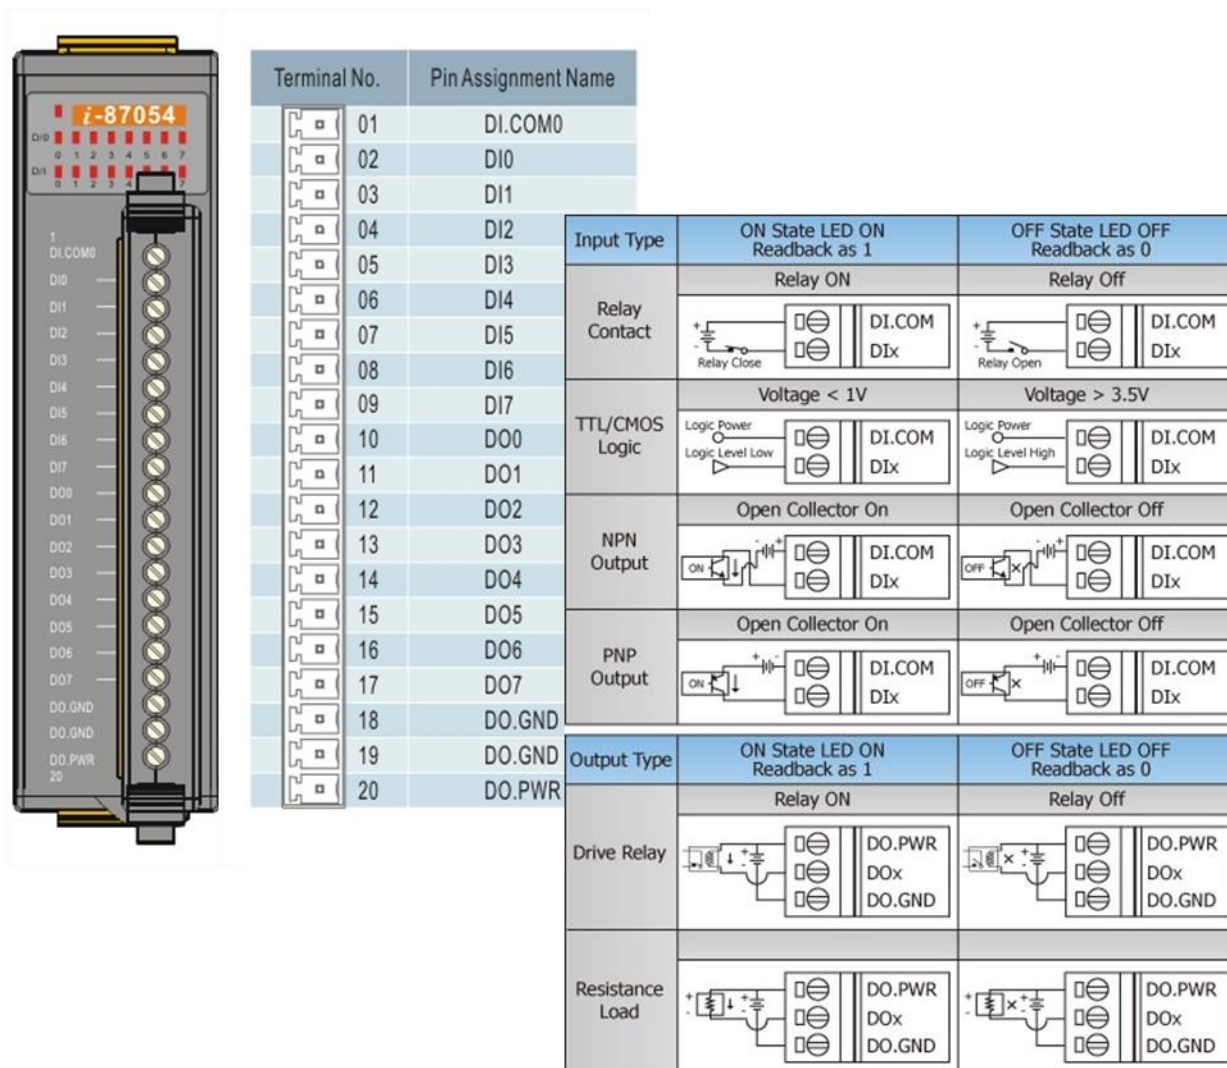 i-87054
D/O
0 1 2 3 4 5 6 7
D/I
0 1 2 3 4 7
1
DI.COM0
DI0
DI1
DI2
DI3
DI4
DI5
DI6
DI7
DO0
DO1
DO2
DO3
DO4
DO5
DO6
DO7
DO.GND
DO.GND
DO.PWR
20
Terminal No. Pin Assignment Name
01 DI.COM0
02 DI0
03 DI1
04 DI2
05 DI3
06 DI4
07 DI5
08 DI6
09 DI7
10 DO0
11 DO1
12 DO2
13 DO3
14 DO4
15 DO5
16 DO6
17 DO7
18 DO.GND
19 DO.GND
20 DO.PWR
Input Type
ON State LED ON
Readback as 1
OFF State LED OFF
Readback as 0
Relay
Contact
Relay ON
+
-
Relay Close
DI.COM
DIx
Relay Off
+
-
Relay Open
DI.COM
DIx
TTL/CMOS
Logic
Voltage < 1V
Logic Power
Logic Level Low
DI.COM
DIx
Voltage > 3.5V
Logic Power
Logic Level High
DI.COM
DIx
NPN
Output
Open Collector On
- +
ON
DI.COM
DIx
Open Collector Off
- +
OFF ×
DI.COM
DIx
PNP
Output
Open Collector On
+ -
ON
DI.COM
DIx
Open Collector Off
+ -
OFF ×
DI.COM
DIx
Output Type
ON State LED ON
Readback as 1
OFF State LED OFF
Readback as 0
Drive Relay
Relay ON
+
-
DO.PWR
DOx
DO.GND
Relay Off
× +
-
DO.PWR
DOx
DO.GND
Resistance
Load
+ +
- -
DO.PWR
DOx
DO.GND
+ × +
- -
DO.PWR
DOx
DO.GND